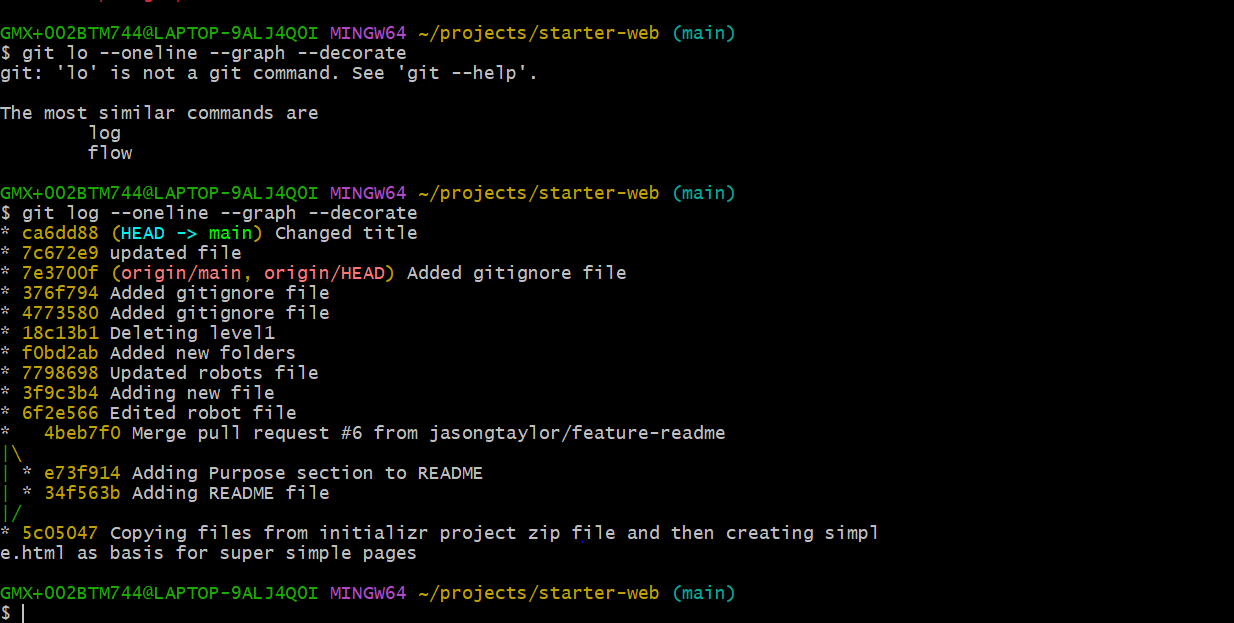 GMX+002BTM744@LAPTOP-9ALJ4Q0I MINGW64 ~/projects/starter-web (main)
$ git lo --oneline --graph --decorate
git: 'lo' is not a git command. See 'git --help'.
The most similar commands are
log
flow
GMX+002BTM744@LAPTOP-9ALJ4Q0I MINGW64 ~/projects/starter-web (main)
$ git log --oneline --graph --decorate
* ca6dd88 (HEAD -> main) Changed title
* 7c672e9 updated file
* 7e3700f (origin/main, origin/HEAD) Added gitignore file
* 376f794 Added gitignore file
* 4773580 Added gitignore file
* 18c13b1 Deleting level1
* f0bd2ab Added new folders
* 7798698 Updated robots file
* 3f9c3b4 Adding new file
* 6f2e566 Edited robot file
*   4beb7f0 Merge pull request #6 from jasongtaylor/feature-readme
|\
| * e73f914 Adding Purpose section to README
| * 34f563b Adding README file
|/
* 5c05047 Copying files from initializr project zip file and then creating simpl
e.html as basis for super simple pages
GMX+002BTM744@LAPTOP-9ALJ4Q0I MINGW64 ~/projects/starter-web (main)
$